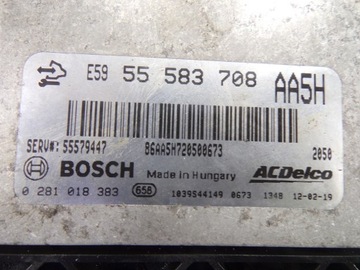 E59 55 583 708 AA5H
SERV#: 55579447 86AA5H720500673 2050
BOSCH Made in Hungary ACDelco
0 281 018 383 656 1039S44149 0673 1348 12-02-19